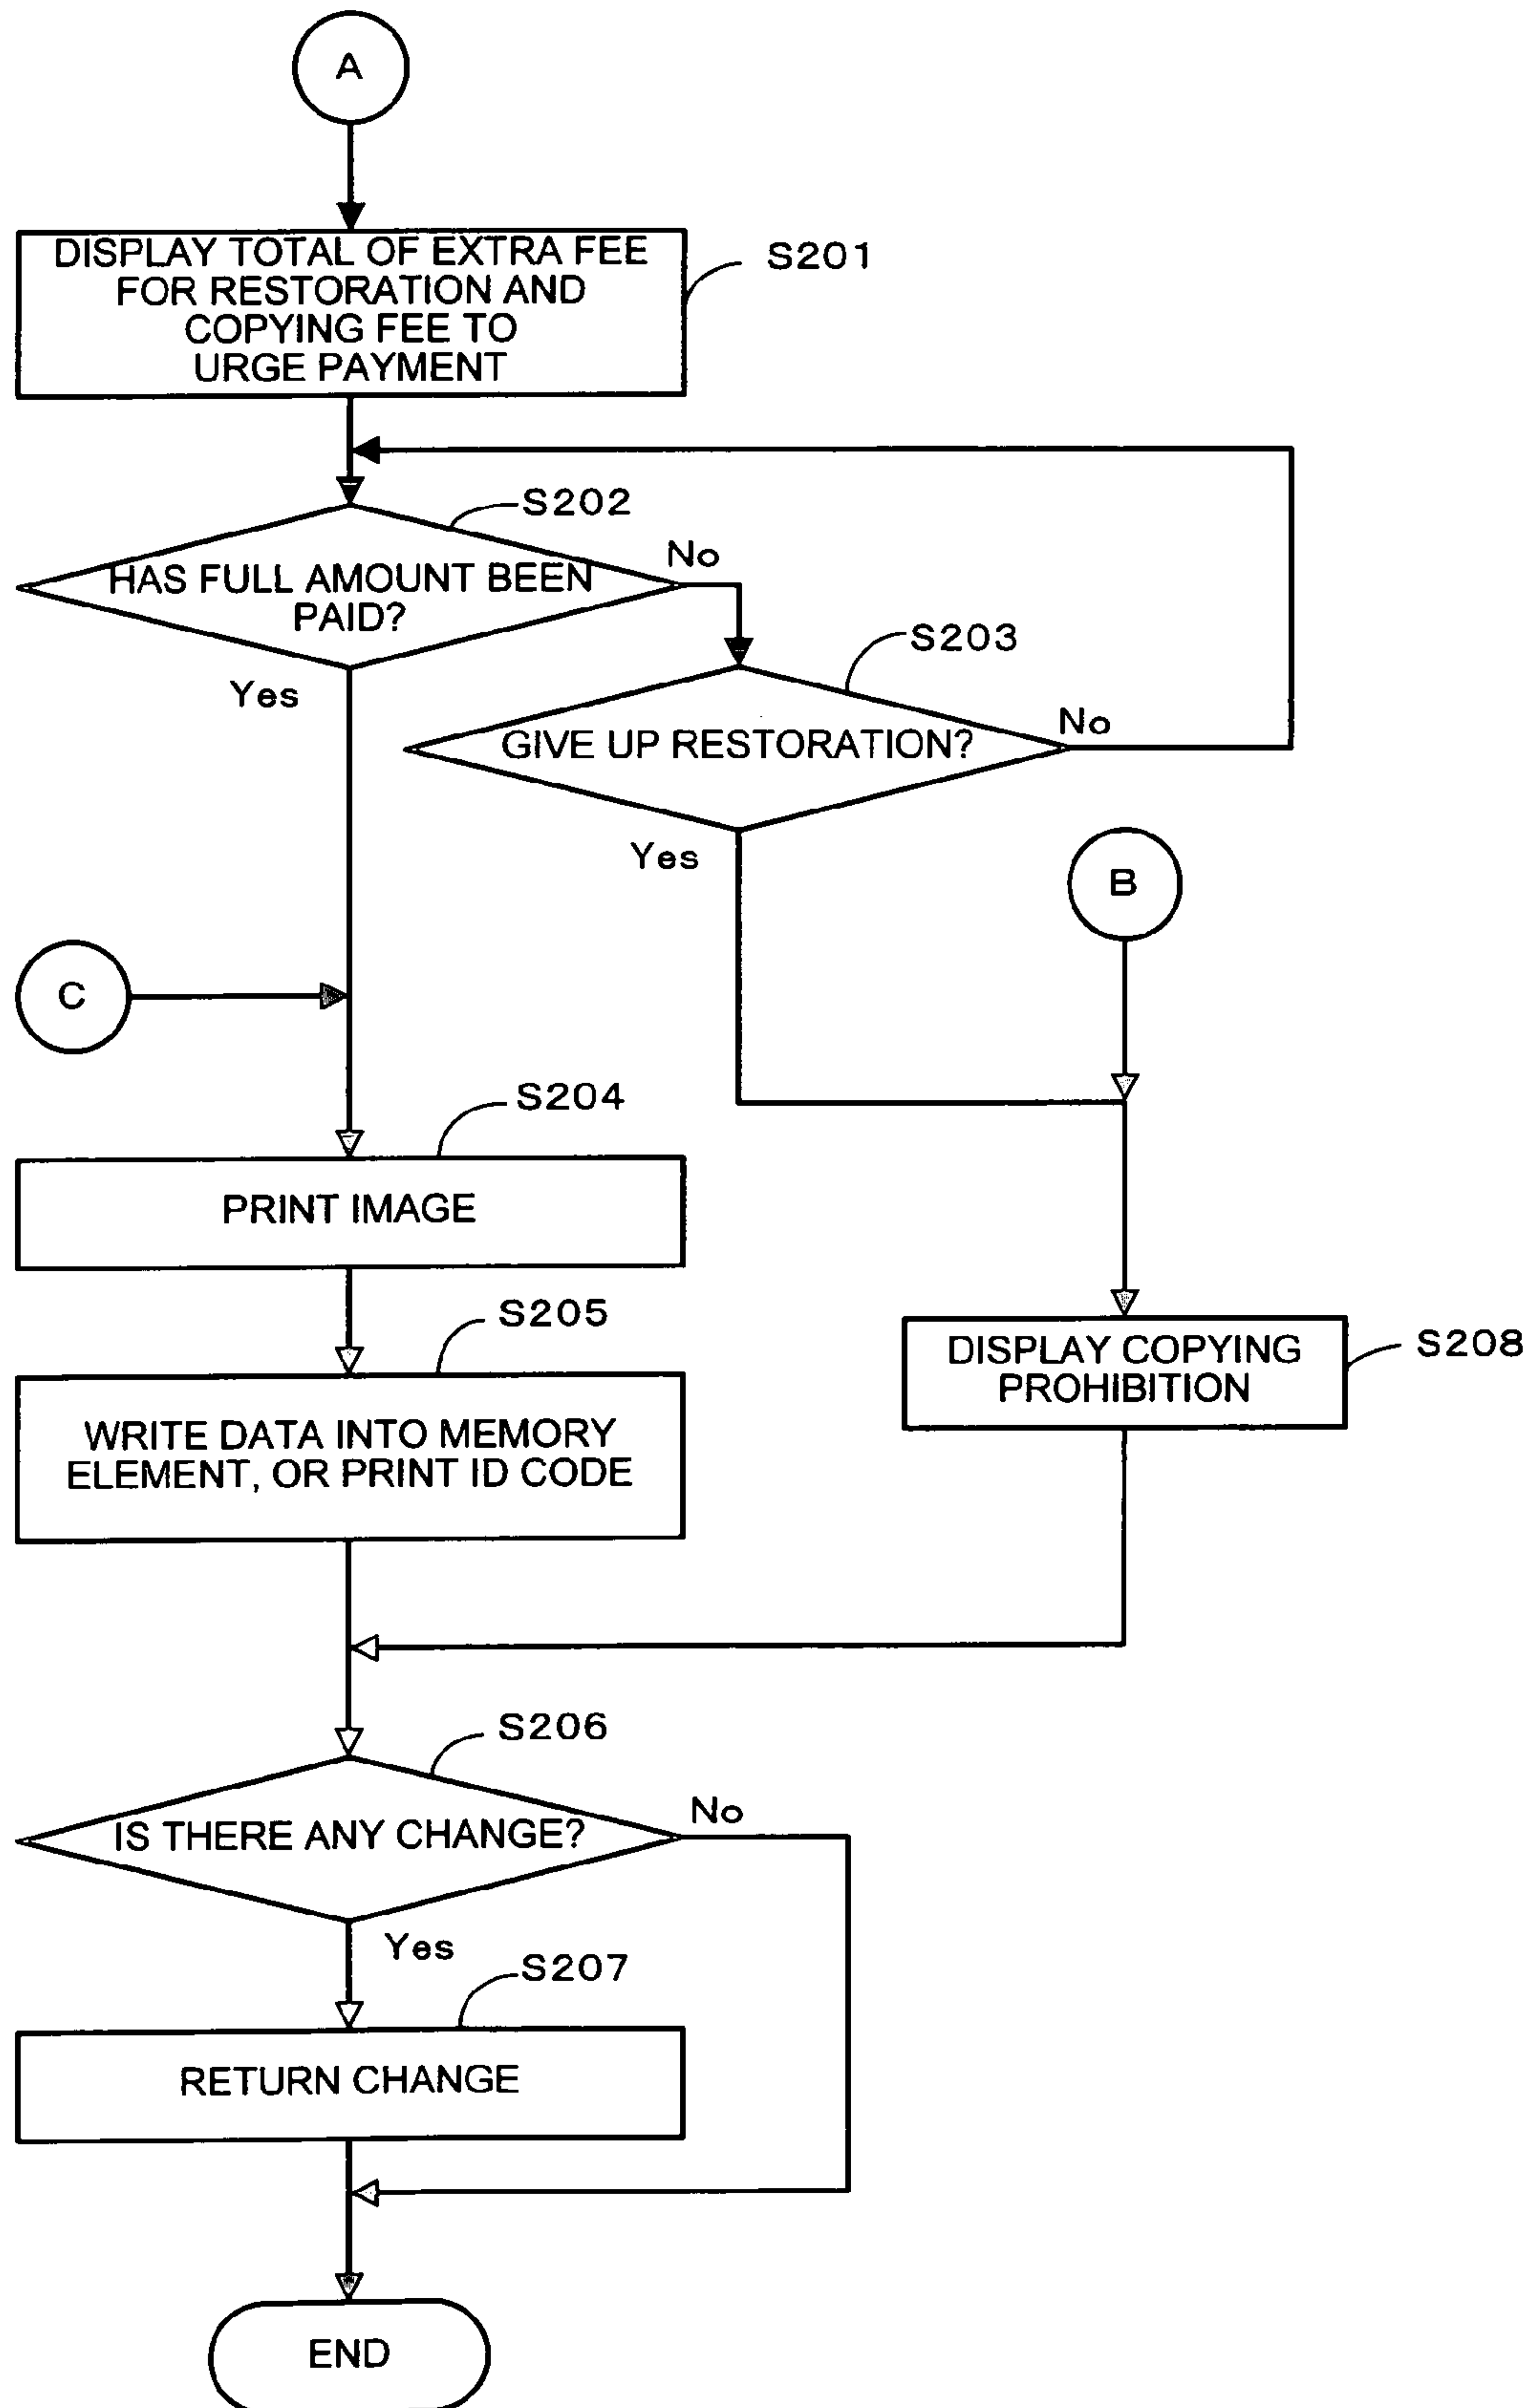 A
DISPLAY TOTAL OF EXTRA FEE
FOR RESTORATION AND
COPYING FEE TO
URGE PAYMENT
S201
S202
HAS FULL AMOUNT BEEN
PAID?
No
Yes
S203
GIVE UP RESTORATION?
No
Yes
B
C
S204
PRINT IMAGE
S205
WRITE DATA INTO MEMORY
ELEMENT, OR PRINT ID CODE
DISPLAY COPYING
PROHIBITION
S208
S206
IS THERE ANY CHANGE?
No
Yes
S207
RETURN CHANGE
END